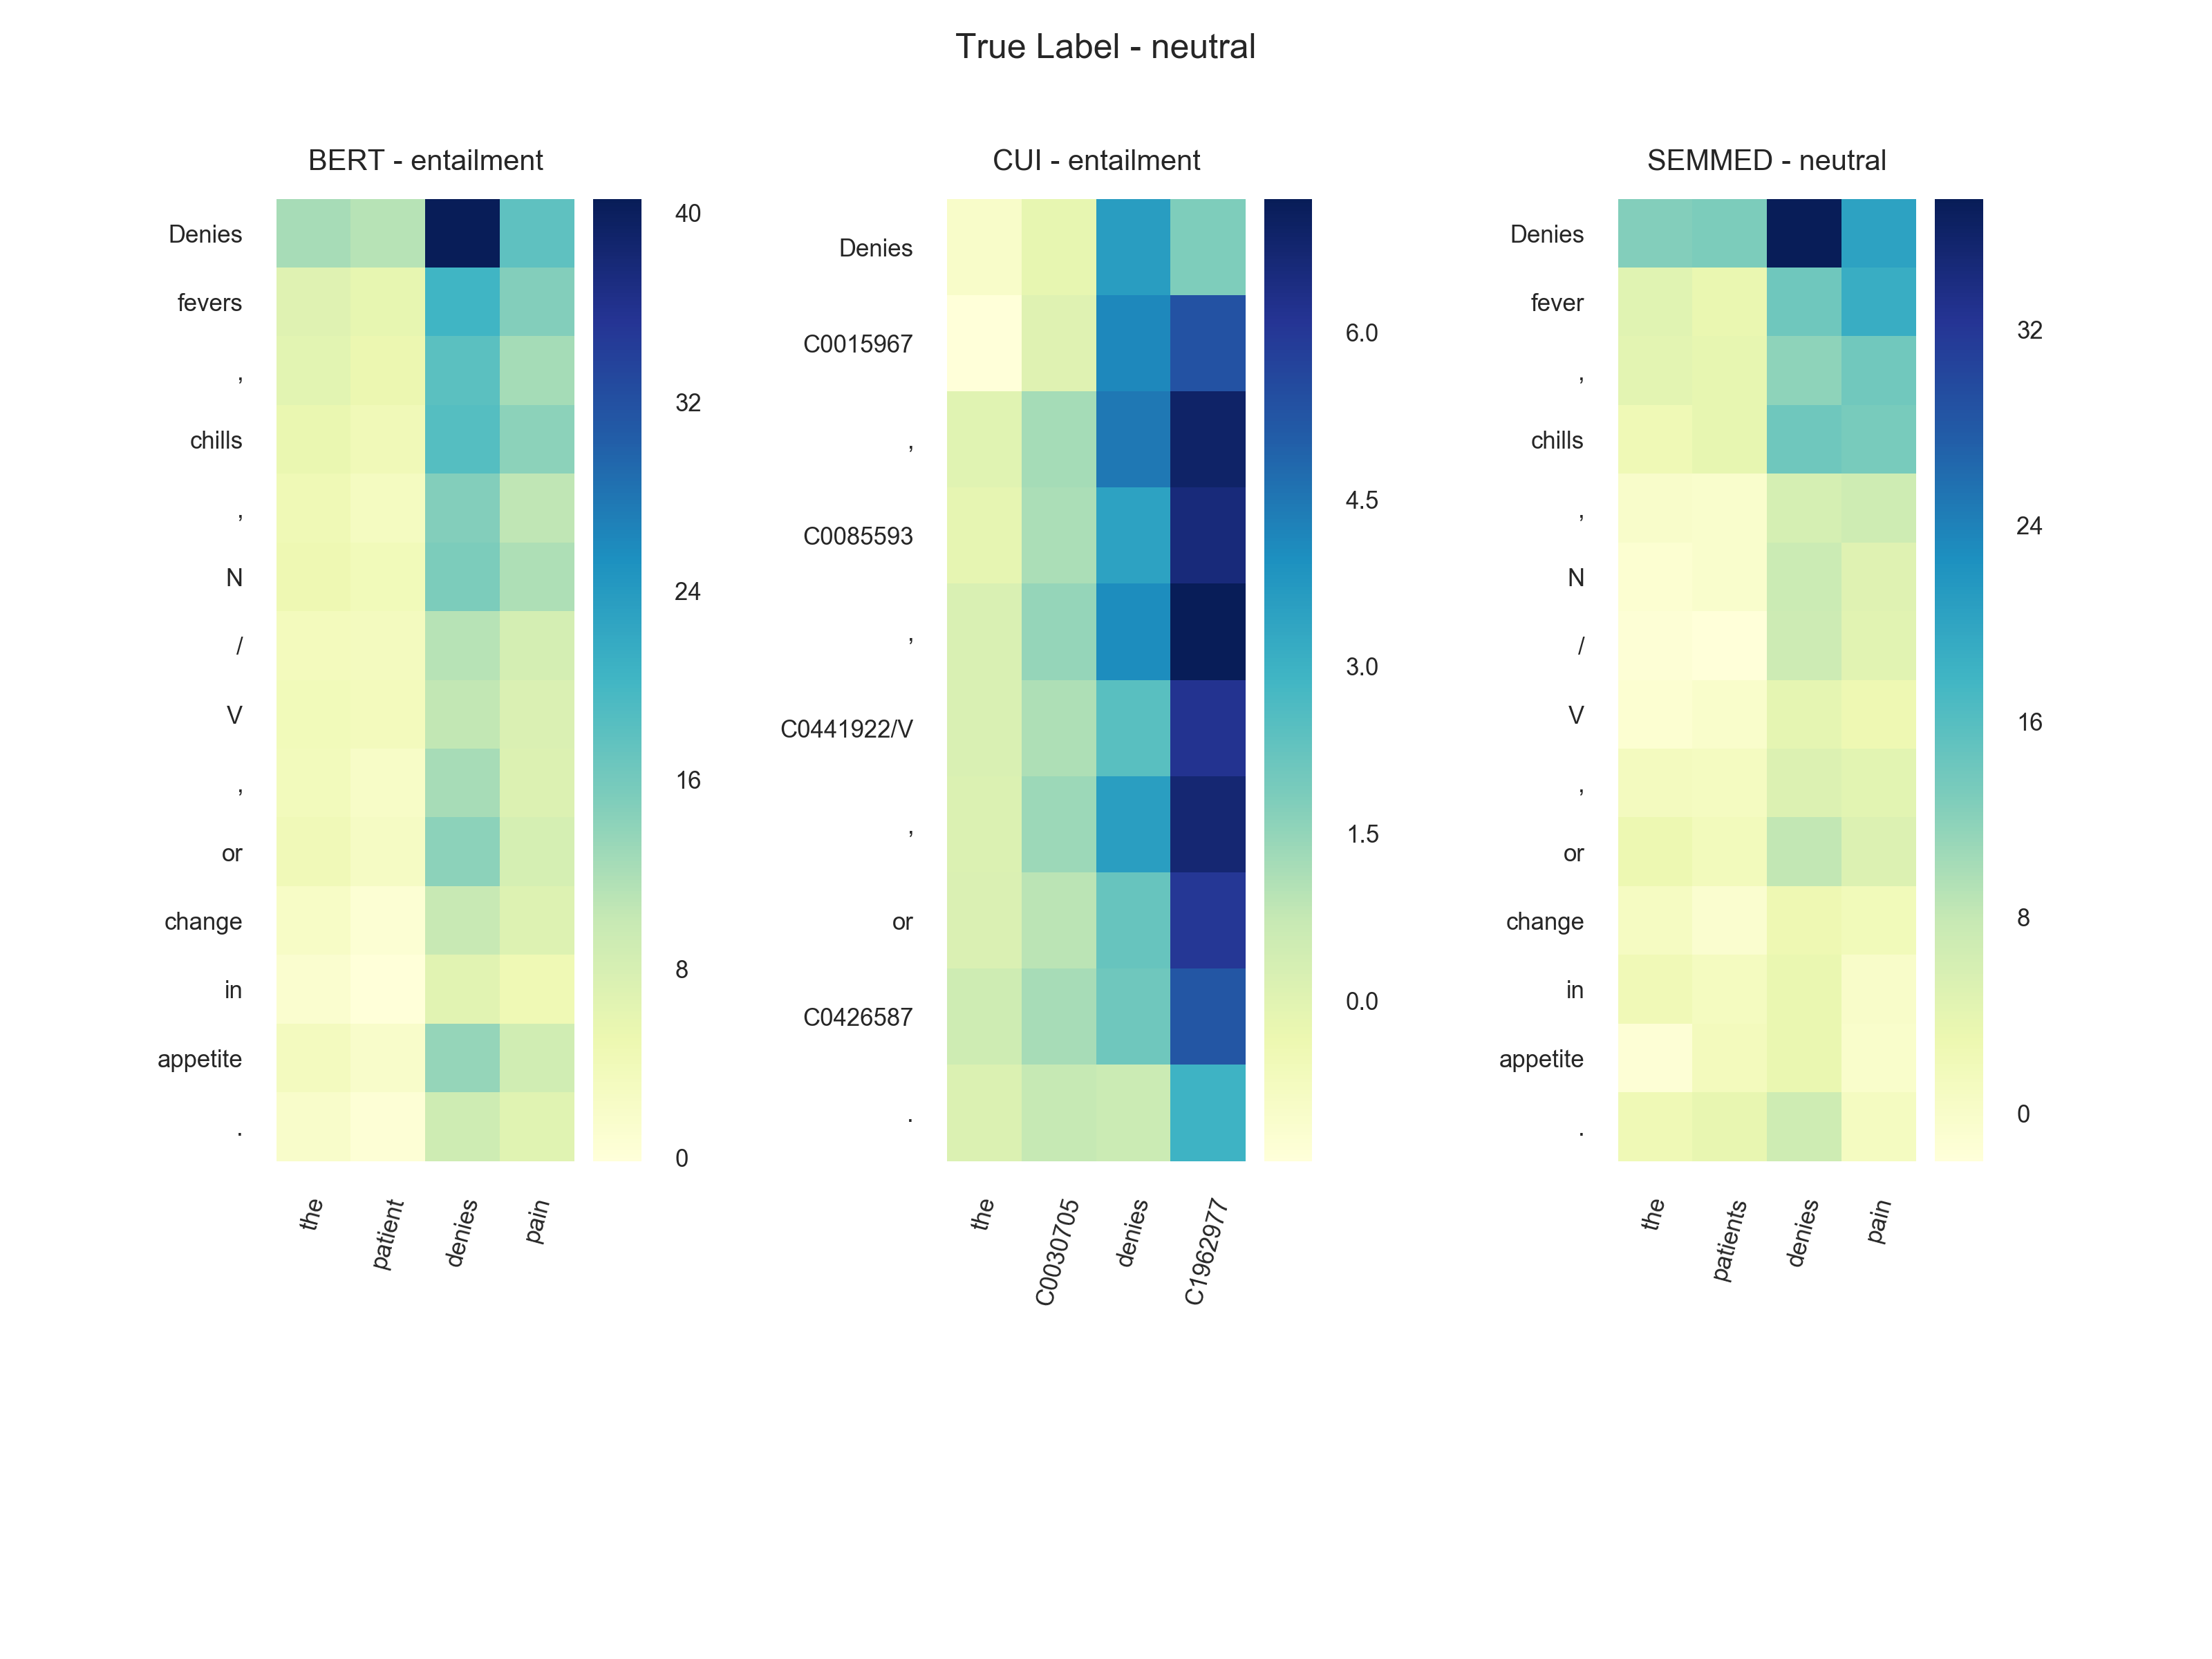 True Label - neutral
BERT - entailment
Denies
fevers
,
chills
,
N
/
V
,
or
change
in
appetite
.
the
patient
denies
pain
40
32
24
16
8
0
CUI - entailment
Denies
C0015967
,
C0085593
,
C0441922/V
,
or
C0426587
.
the
C0030705
denies
C1962977
6.0
4.5
3.0
1.5
0.0
SEMMED - neutral
Denies
fever
,
chills
,
N
/
V
,
or
change
in
appetite
.
the
patients
denies
pain
32
24
16
8
0